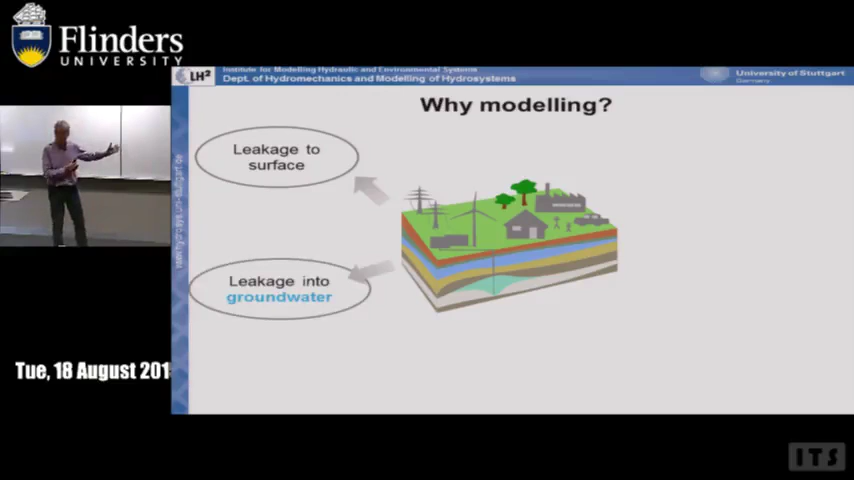 Flinders
UNIVERSITY
LH²
Institute for Modelling Hydraulic and Environmental Systems
Dept. of Hydromechanics and Modelling of Hydrosystems
University of Stuttgart
Germany
Why modelling?
Leakage to
surface
Leakage into
groundwater
Tue, 18 August 201
ITS